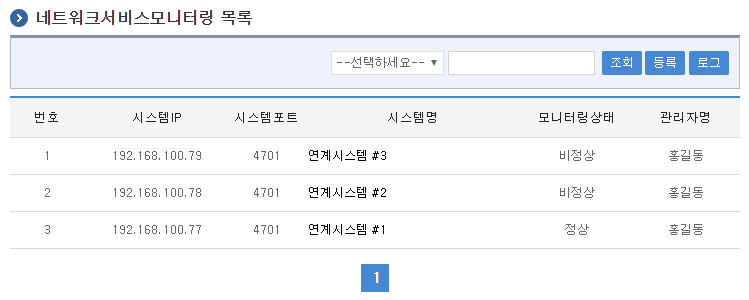 네트워크서비스모니터링 목록
--선택하세요-- 조회 등록 로그
번호 시스템IP 시스템포트 시스템명 모니터링상태 관리자명
1 192.168.100.79 4701 연계시스템 #3 비정상 홍길동
2 192.168.100.78 4701 연계시스템 #2 비정상 홍길동
3 192.168.100.77 4701 연계시스템 #1 정상 홍길동
1